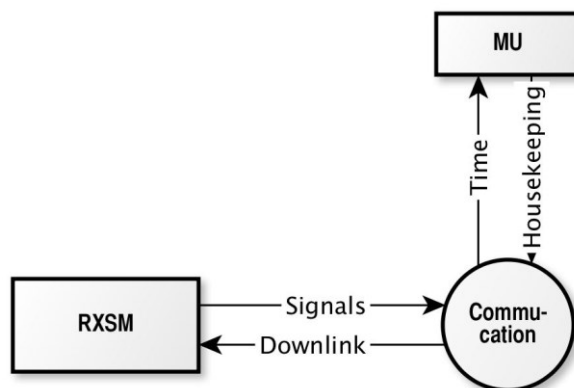 MU
Time
Housekeeping
RXSM
Signals
Downlink
Commu-
cation